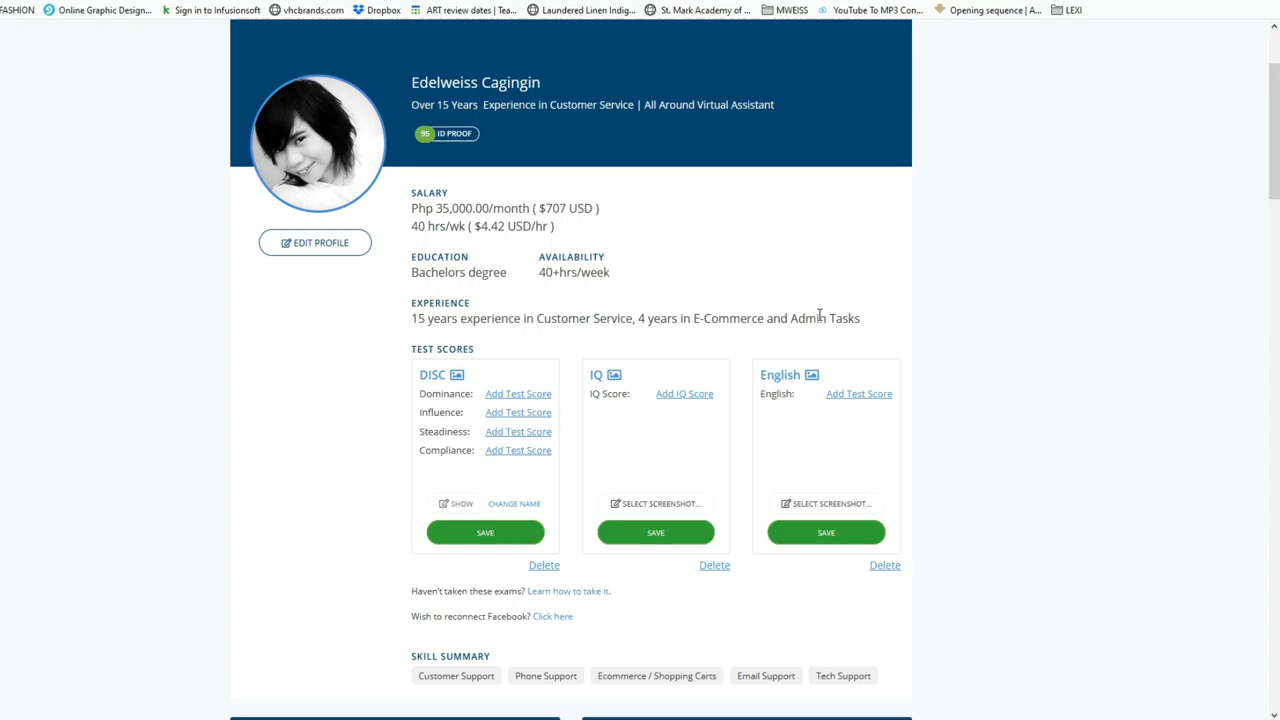 FASHION Online Graphic Design... Sign in to Infusionsoft vhcbrands.com Dropbox ART review dates | Tea... Laundered Linen Indig... St. Mark Academy of ... MWEISS YouTube To MP3 Con... Opening sequence | A... LEXI
Edelweiss Cagingin
Over 15 Years Experience in Customer Service | All Around Virtual Assistant
95 ID PROOF
EDIT PROFILE
SALARY
Php 35,000.00/month ( $707 USD )
40 hrs/wk ( $4.42 USD/hr )
EDUCATION AVAILABILITY
Bachelors degree 40+hrs/week
EXPERIENCE
15 years experience in Customer Service, 4 years in E-Commerce and Admin Tasks
TEST SCORES
DISC IQ English
Dominance: Add Test Score IQ Score: Add IQ Score English: Add Test Score
Influence: Add Test Score
Steadiness: Add Test Score
Compliance: Add Test Score
SHOW CHANGE NAME SELECT SCREENSHOT... SELECT SCREENSHOT...
SAVE SAVE SAVE
Delete Delete Delete
Haven't taken these exams? Learn how to take it.
Wish to reconnect Facebook? Click here
SKILL SUMMARY
Customer Support Phone Support Ecommerce / Shopping Carts Email Support Tech Support